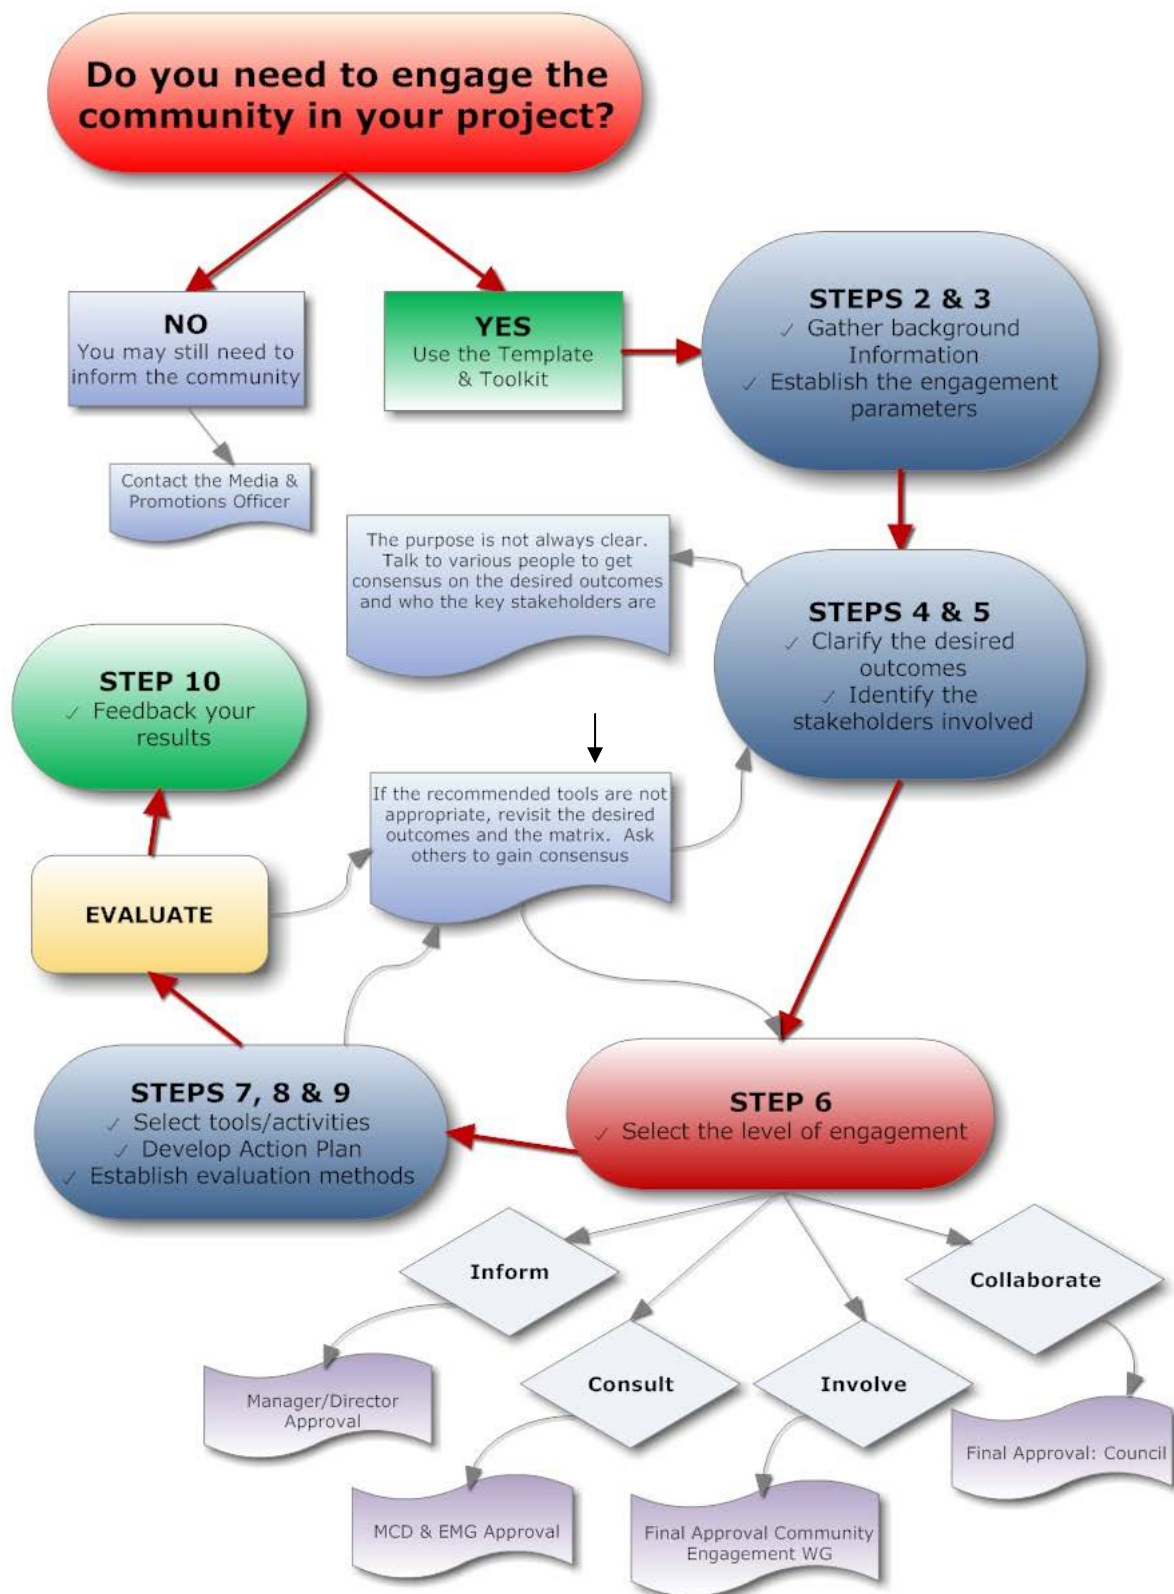 Do you need to engage the
community in your project?
NO
You may still need to
inform the community
YES
Use the Template
& Toolkit
STEPS 2 & 3
✓ Gather background
Information
✓ Establish the engagement
parameters
Contact the Media &
Promotions Officer
The purpose is not always clear.
Talk to various people to get
consensus on the desired outcomes
and who the key stakeholders are
STEPS 4 & 5
✓ Clarify the desired
outcomes
✓ Identify the
stakeholders involved
STEP 10
✓ Feedback your
results
If the recommended tools are not
appropriate, revisit the desired
outcomes and the matrix. Ask
others to gain consensus
EVALUATE
STEPS 7, 8 & 9
✓ Select tools/activities
✓ Develop Action Plan
✓ Establish evaluation methods
STEP 6
✓ Select the level of engagement
Inform
Collaborate
Consult
Involve
Manager/Director
Approval
Final Approval: Council
MCD & EMG Approval
Final Approval Community
Engagement WG